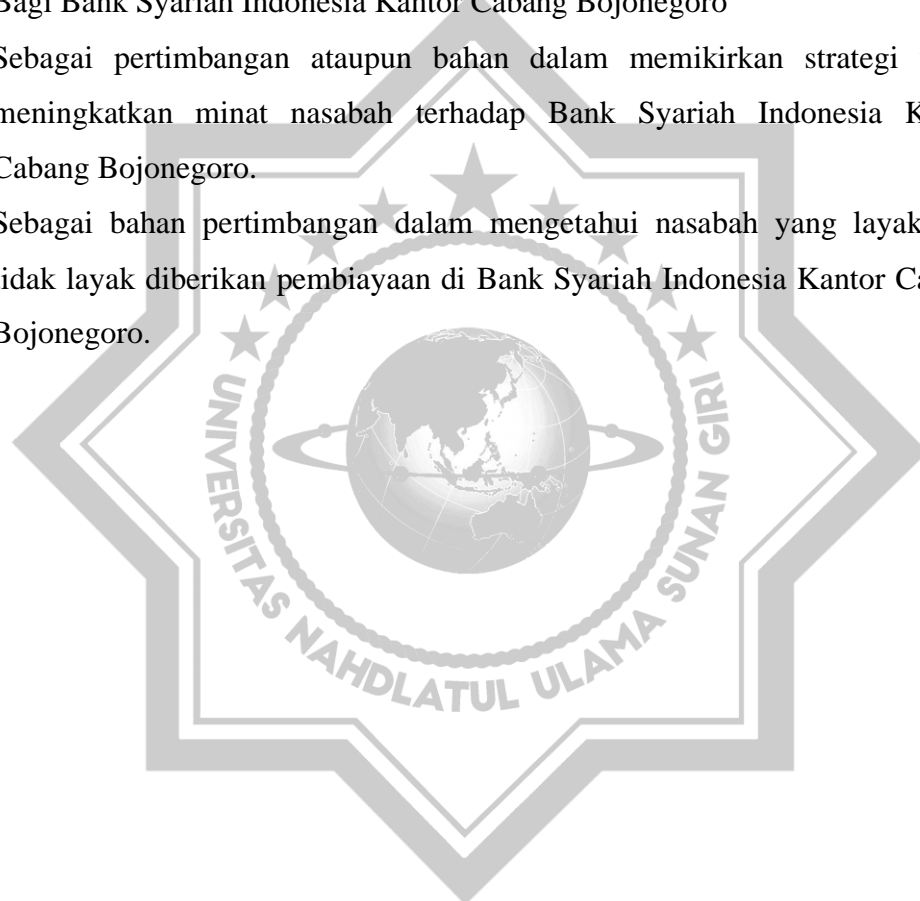 Bagi Bank Syariah Indonesia Kantor Cabang Bojonegoro
Sebagai pertimbangan ataupun bahan dalam memikirkan strategi
meningkatkan minat nasabah terhadap Bank Syariah Indonesia
Cabang Bojonegoro.
Sebagai bahan pertimbangan dalam mengetahui nasabah yang layak
tidak layak diberikan pembiayaan di Bank Syariah Indonesia Kantor
Bojonegoro.
UNIVERSITAS NAHDLATUL ULAMA SUNAN GIRI